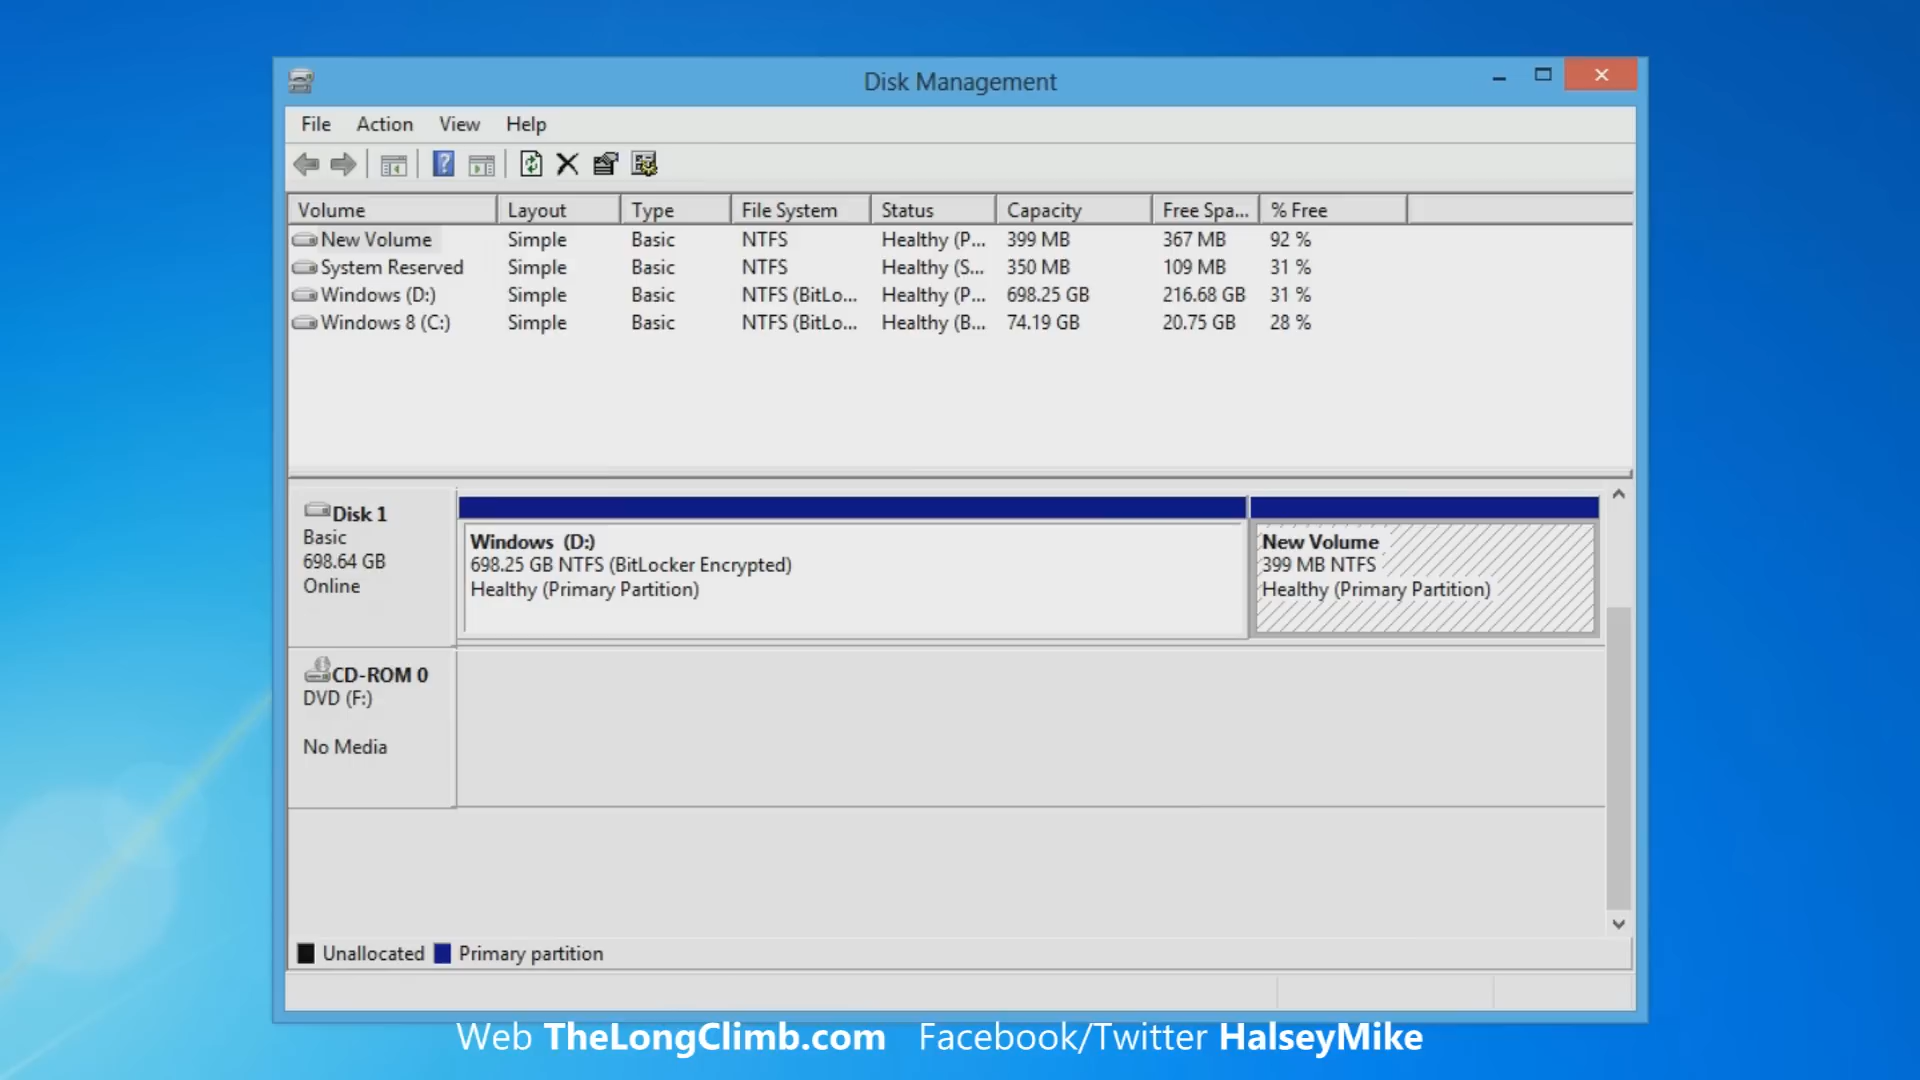 Disk Management
File Action View Help
Volume Layout Type File System Status Capacity Free Spa... % Free
New Volume Simple Basic NTFS Healthy (P... 399 MB 367 MB 92 %
System Reserved Simple Basic NTFS Healthy (S... 350 MB 109 MB 31 %
Windows (D:) Simple Basic NTFS (BitLo... Healthy (P... 698.25 GB 216.68 GB 31 %
Windows 8 (C:) Simple Basic NTFS (BitLo... Healthy (B... 74.19 GB 20.75 GB 28 %
Disk 1
Basic
698.64 GB
Online
Windows (D:)
698.25 GB NTFS (BitLocker Encrypted)
Healthy (Primary Partition)
New Volume
399 MB NTFS
Healthy (Primary Partition)
CD-ROM 0
DVD (F:)
No Media
Unallocated Primary partition
Web TheLongClimb.com Facebook/Twitter HalseyMike